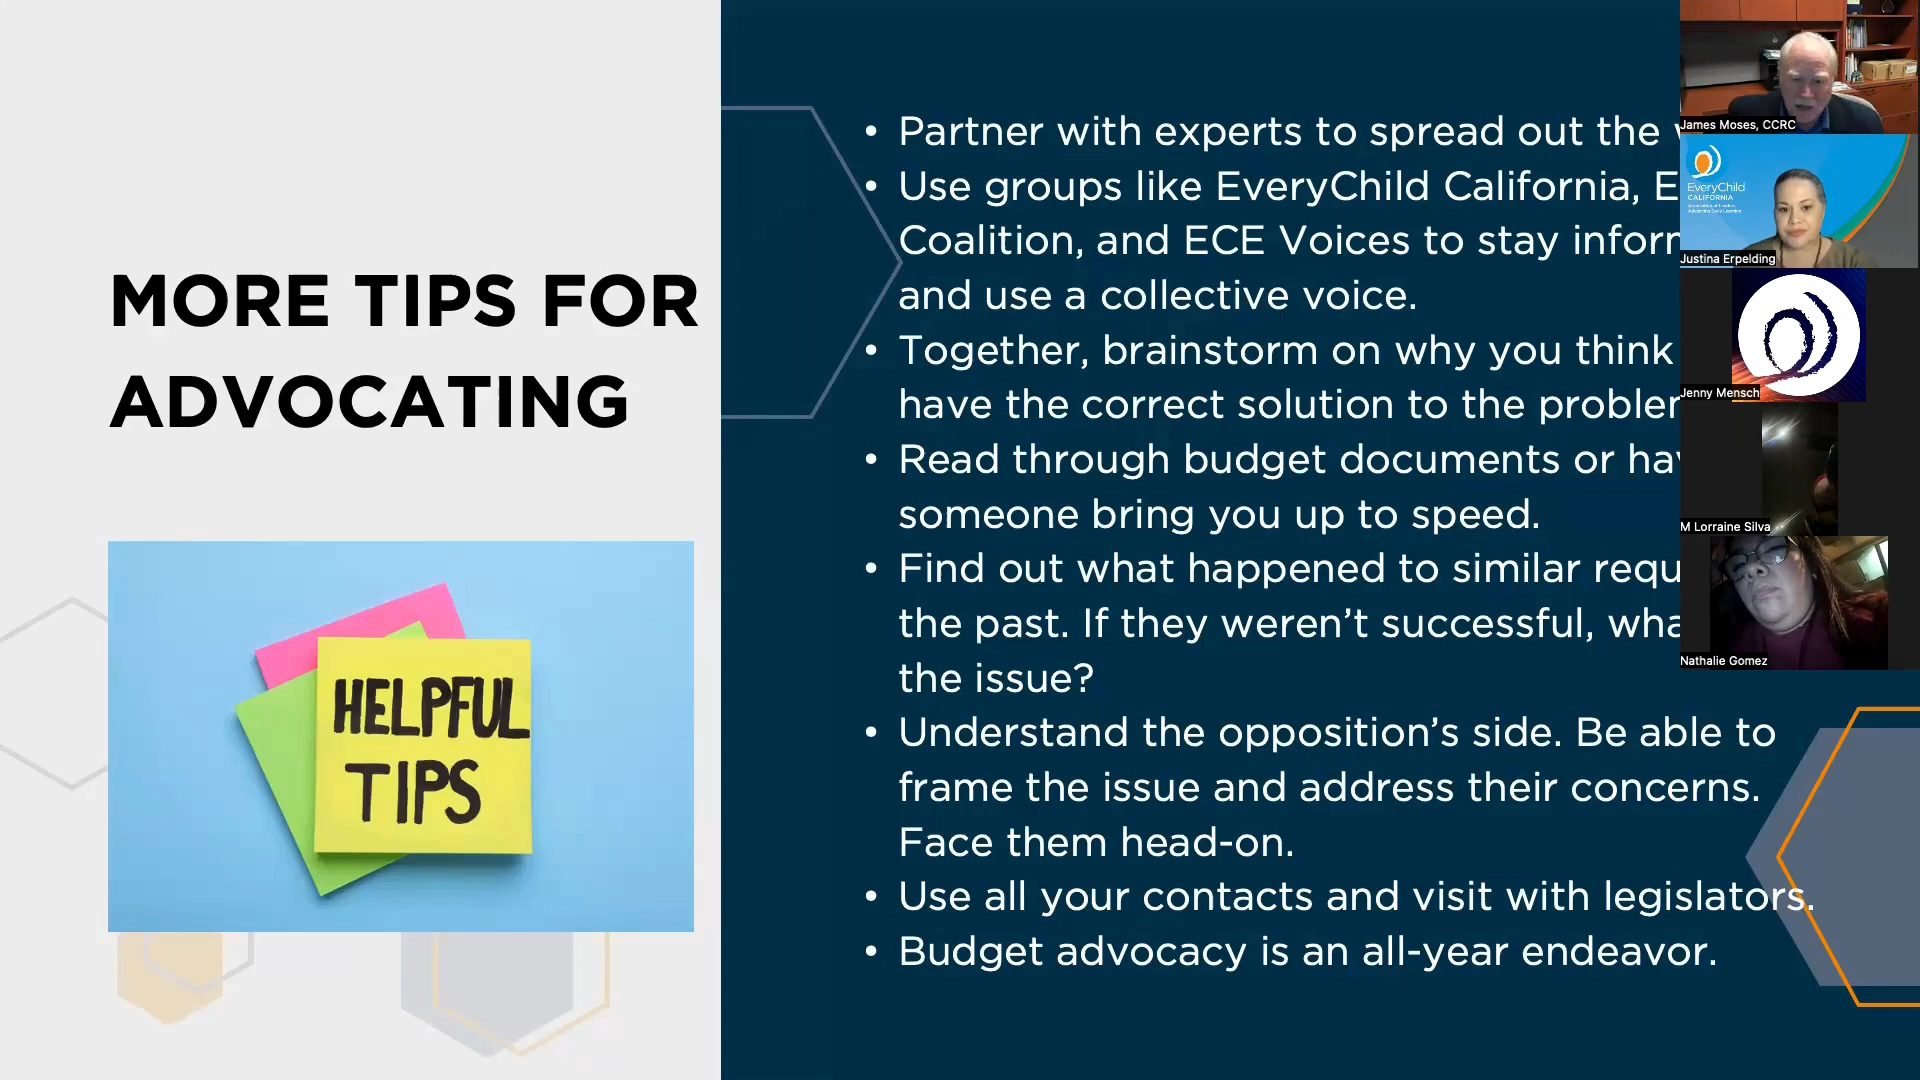 MORE TIPS FOR
ADVOCATING
HELPFUL
TIPS
• Partner with experts to spread out the
• Use groups like EveryChild California,
Coalition, and ECE Voices to stay
and use a collective voice.
• Together, brainstorm on why you think
have the correct solution to the
• Read through budget documents or
someone bring you up to speed.
• Find out what happened to similar
the past. If they weren’t successful,
the issue?
• Understand the opposition’s side. Be able to
frame the issue and address their concerns.
Face them head-on.
• Use all your contacts and visit with legislators.
• Budget advocacy is an all-year endeavor.
James Moses, CCRC
EveryChild
CALIFORNIA
Justina Erpelding
Jenny Mensch
M Lorraine Silva
Nathalie Gomez